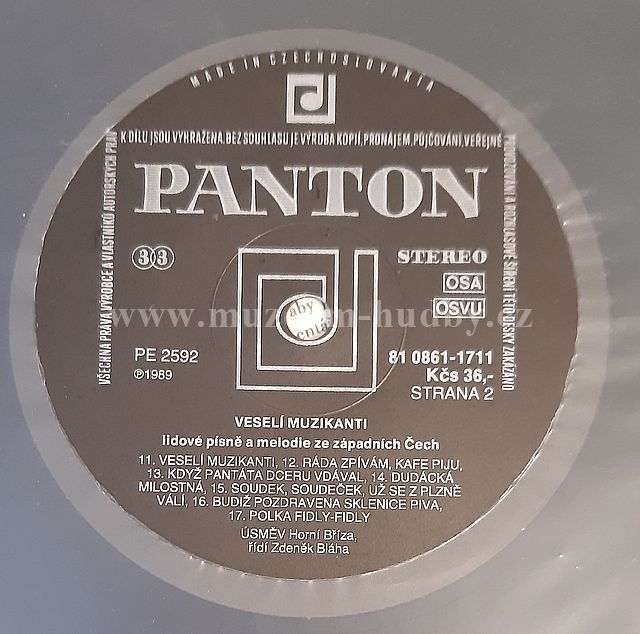 MADE IN CZECHOSLOVAKIA
VŠECHNA PRÁVA VÝROBCE A VLASTNÍKŮ AUTORSKÝCH PRÁV
K DÍLU JSOU VYHRAŽENA. BEZ SOUHLASU JE VÝROBA KOPIÍ, PRONÁJEM, PŮJČOVÁNÍ, VEŘEJNÉ
PROVOZOVÁNÍ A ROZHLASOVÉ ŠÍŘENÍ TÉTO DESKY ZAKÁZÁNO
PANTON
33
STEREO
OSA
OSVU
www.muzeum-hudby.cz
PE 2592
℗1989
81 0861-1711
Kčs 36,-
STRANA 2
VESELÍ MUZIKANTI
lidové písně a melodie ze západních Čech
11. VESELÍ MUZIKANTI, 12. RÁDA ZPÍVÁM, KAFE PIJU,
13. KDYŽ PANTÁTA DCERU VDÁVAL, 14. DUDÁCKÁ
MILOSTNÁ, 15. SOUDEK, SOUDEČEK, UŽ SE Z PLZNĚ
VÁLÍ, 16. BUDIŽ POZDRAVENA SKLENICE PIVA,
17. POLKA FIDLY-FIDLY
ÚSMĚV Horní Bříza,
řídí Zdeněk Bláha